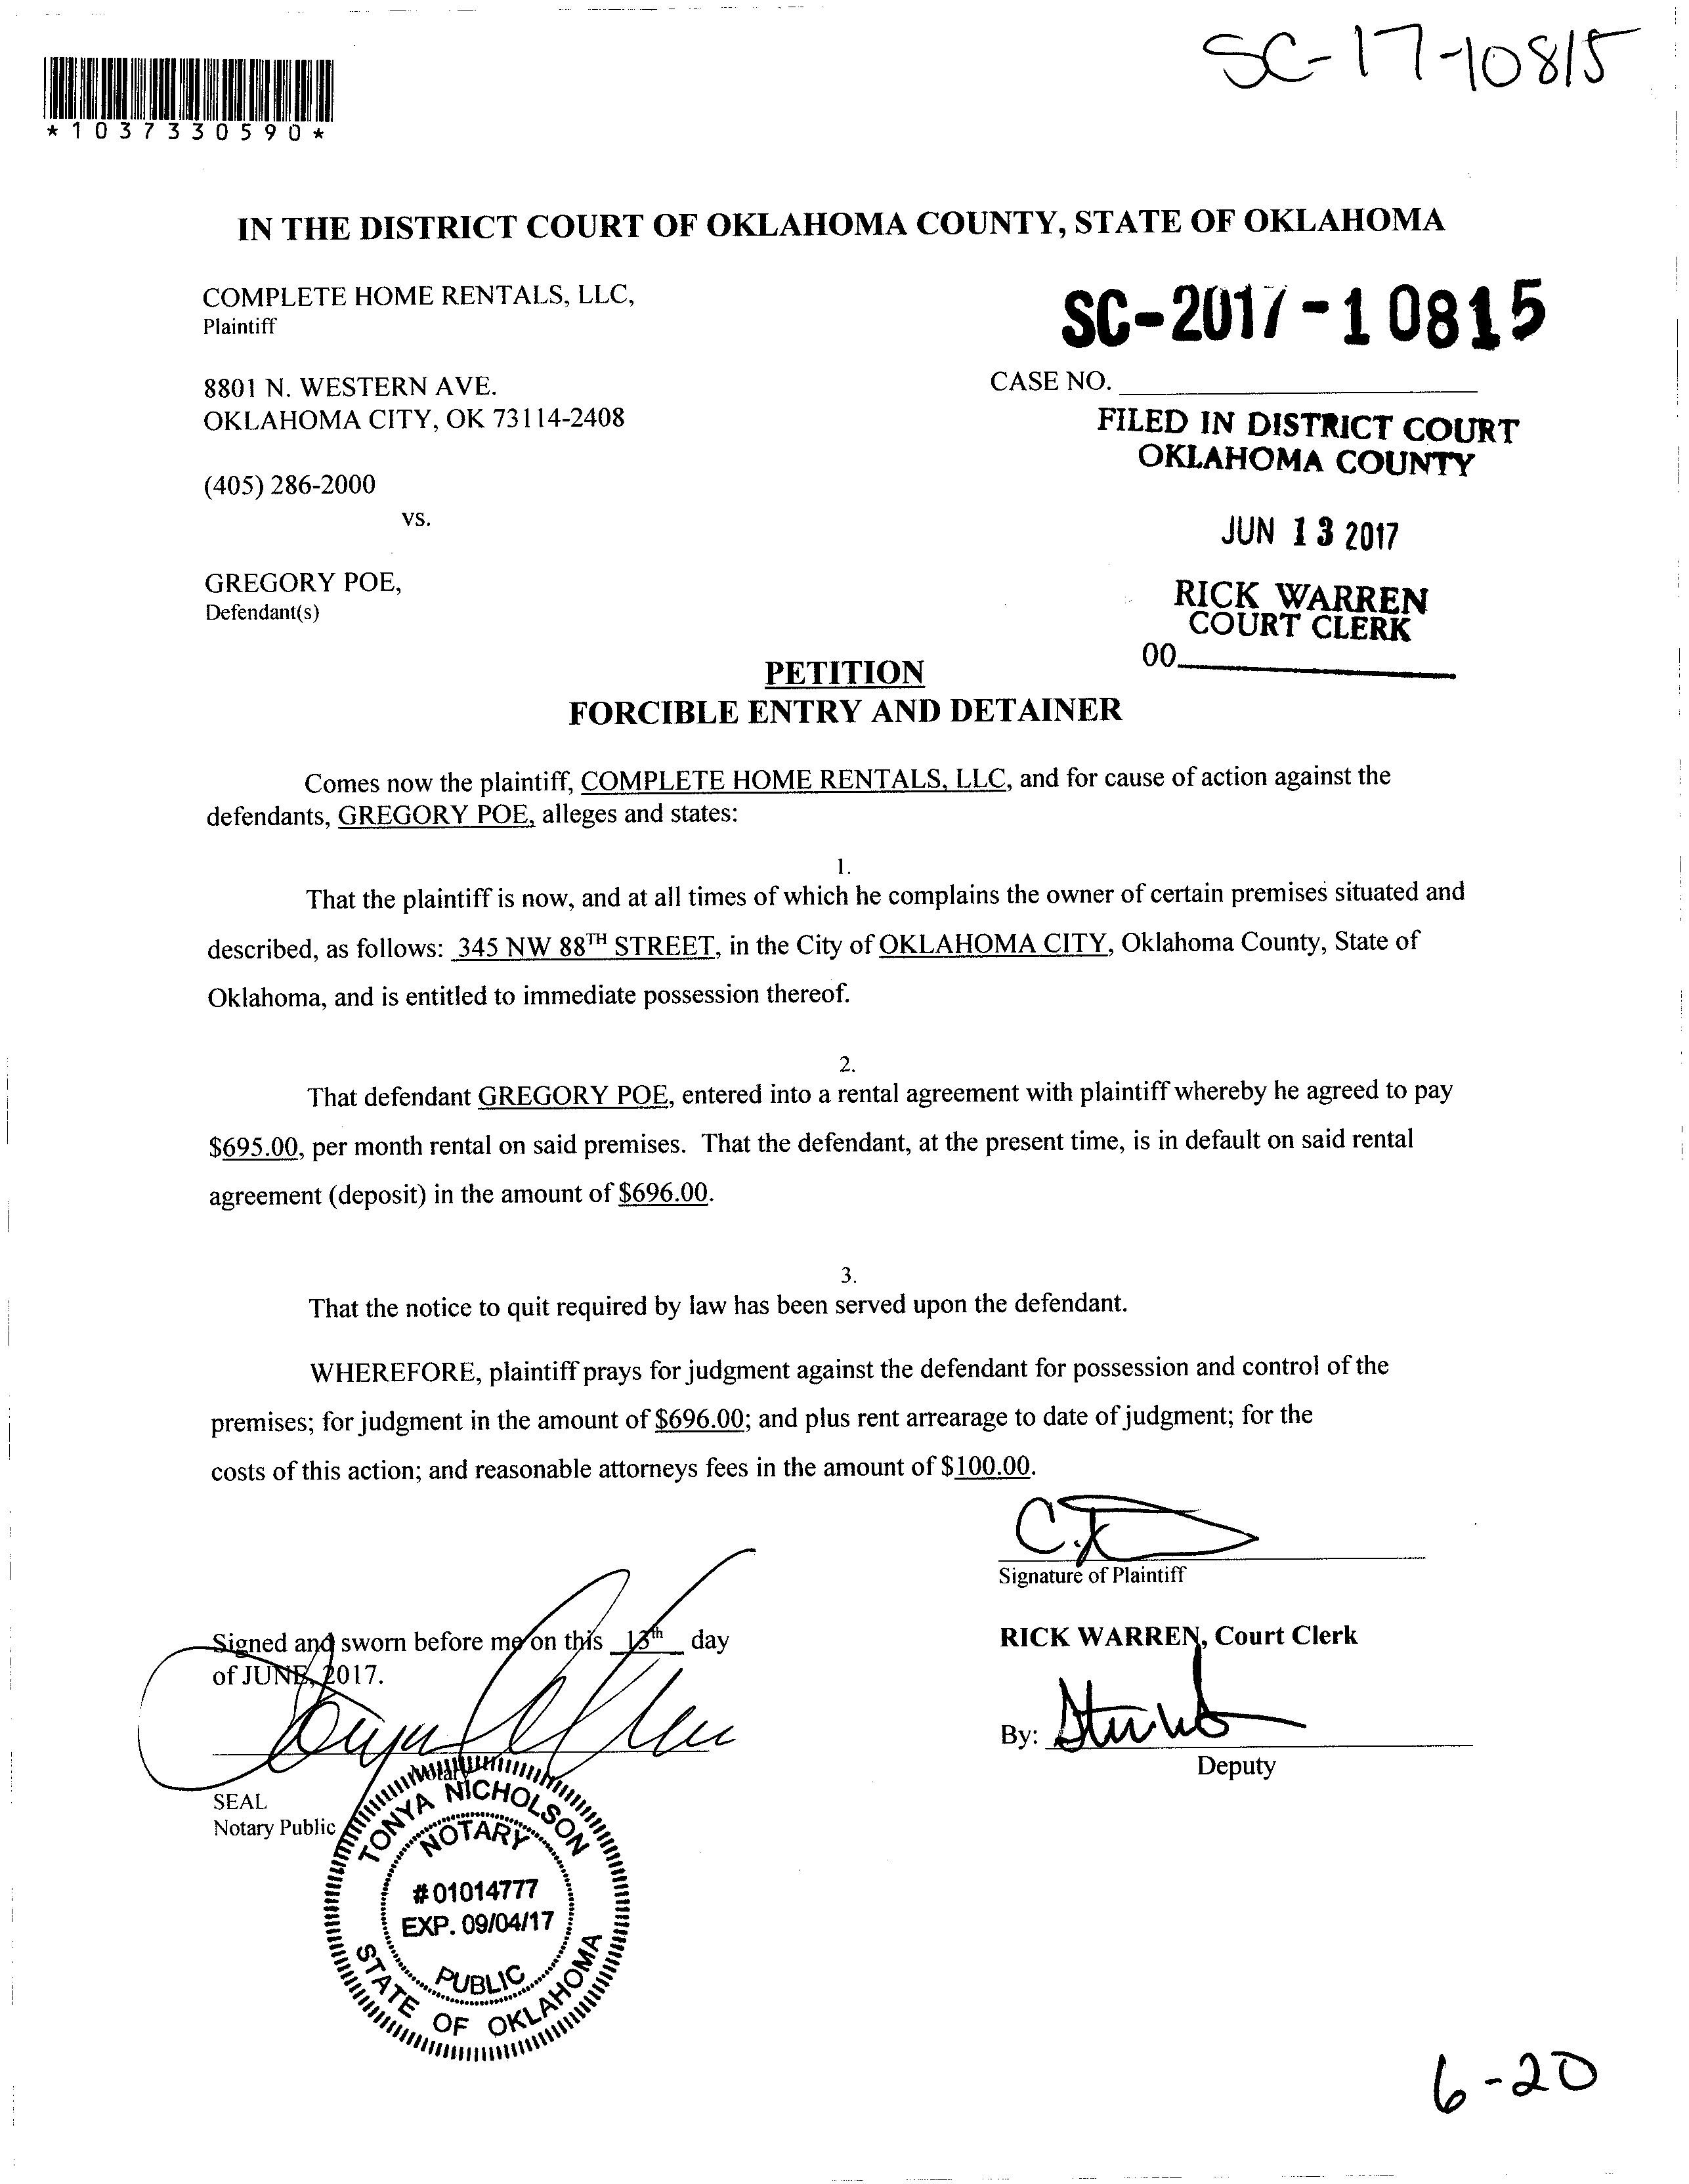 SC-17-10815
*1037330590*
IN THE DISTRICT COURT OF OKLAHOMA COUNTY, STATE OF OKLAHOMA
COMPLETE HOME RENTALS, LLC,
Plaintiff
SC-2017-10815
8801 N. WESTERN AVE.
CASE NO.
OKLAHOMA CITY, OK 73114-2408
FILED IN DISTRICT COURT
OKLAHOMA COUNTY
(405) 286-2000
vs.
JUN 13 2017
GREGORY POE,
Defendant(s)
RICK WARREN
COURT CLERK
00
PETITION
FORCIBLE ENTRY AND DETAINER
Comes now the plaintiff, COMPLETE HOME RENTALS, LLC, and for cause of action against the
defendants, GREGORY POE, alleges and states:
1.
That the plaintiff is now, and at all times of which he complains the owner of certain premises situated and
described, as follows: 345 NW 88TH STREET, in the City of OKLAHOMA CITY, Oklahoma County, State of
Oklahoma, and is entitled to immediate possession thereof.
2.
That defendant GREGORY POE, entered into a rental agreement with plaintiff whereby he agreed to pay
$695.00, per month rental on said premises. That the defendant, at the present time, is in default on said rental
agreement (deposit) in the amount of $696.00.
3.
That the notice to quit required by law has been served upon the defendant.
WHEREFORE, plaintiff prays for judgment against the defendant for possession and control of the
premises; for judgment in the amount of $696.00; and plus rent arrearage to date of judgment; for the
costs of this action; and reasonable attorneys fees in the amount of $100.00.
Signature of Plaintiff
Signed and sworn before me on this 13th day
of JUNE, 2017.
RICK WARREN, Court Clerk
By:
Deputy
Notary
SEAL
Notary Public
TONYA NICHOLSON
NOTARY
#01014777
EXP. 09/04/17
PUBLIC
STATE OF OKLAHOMA
6-20